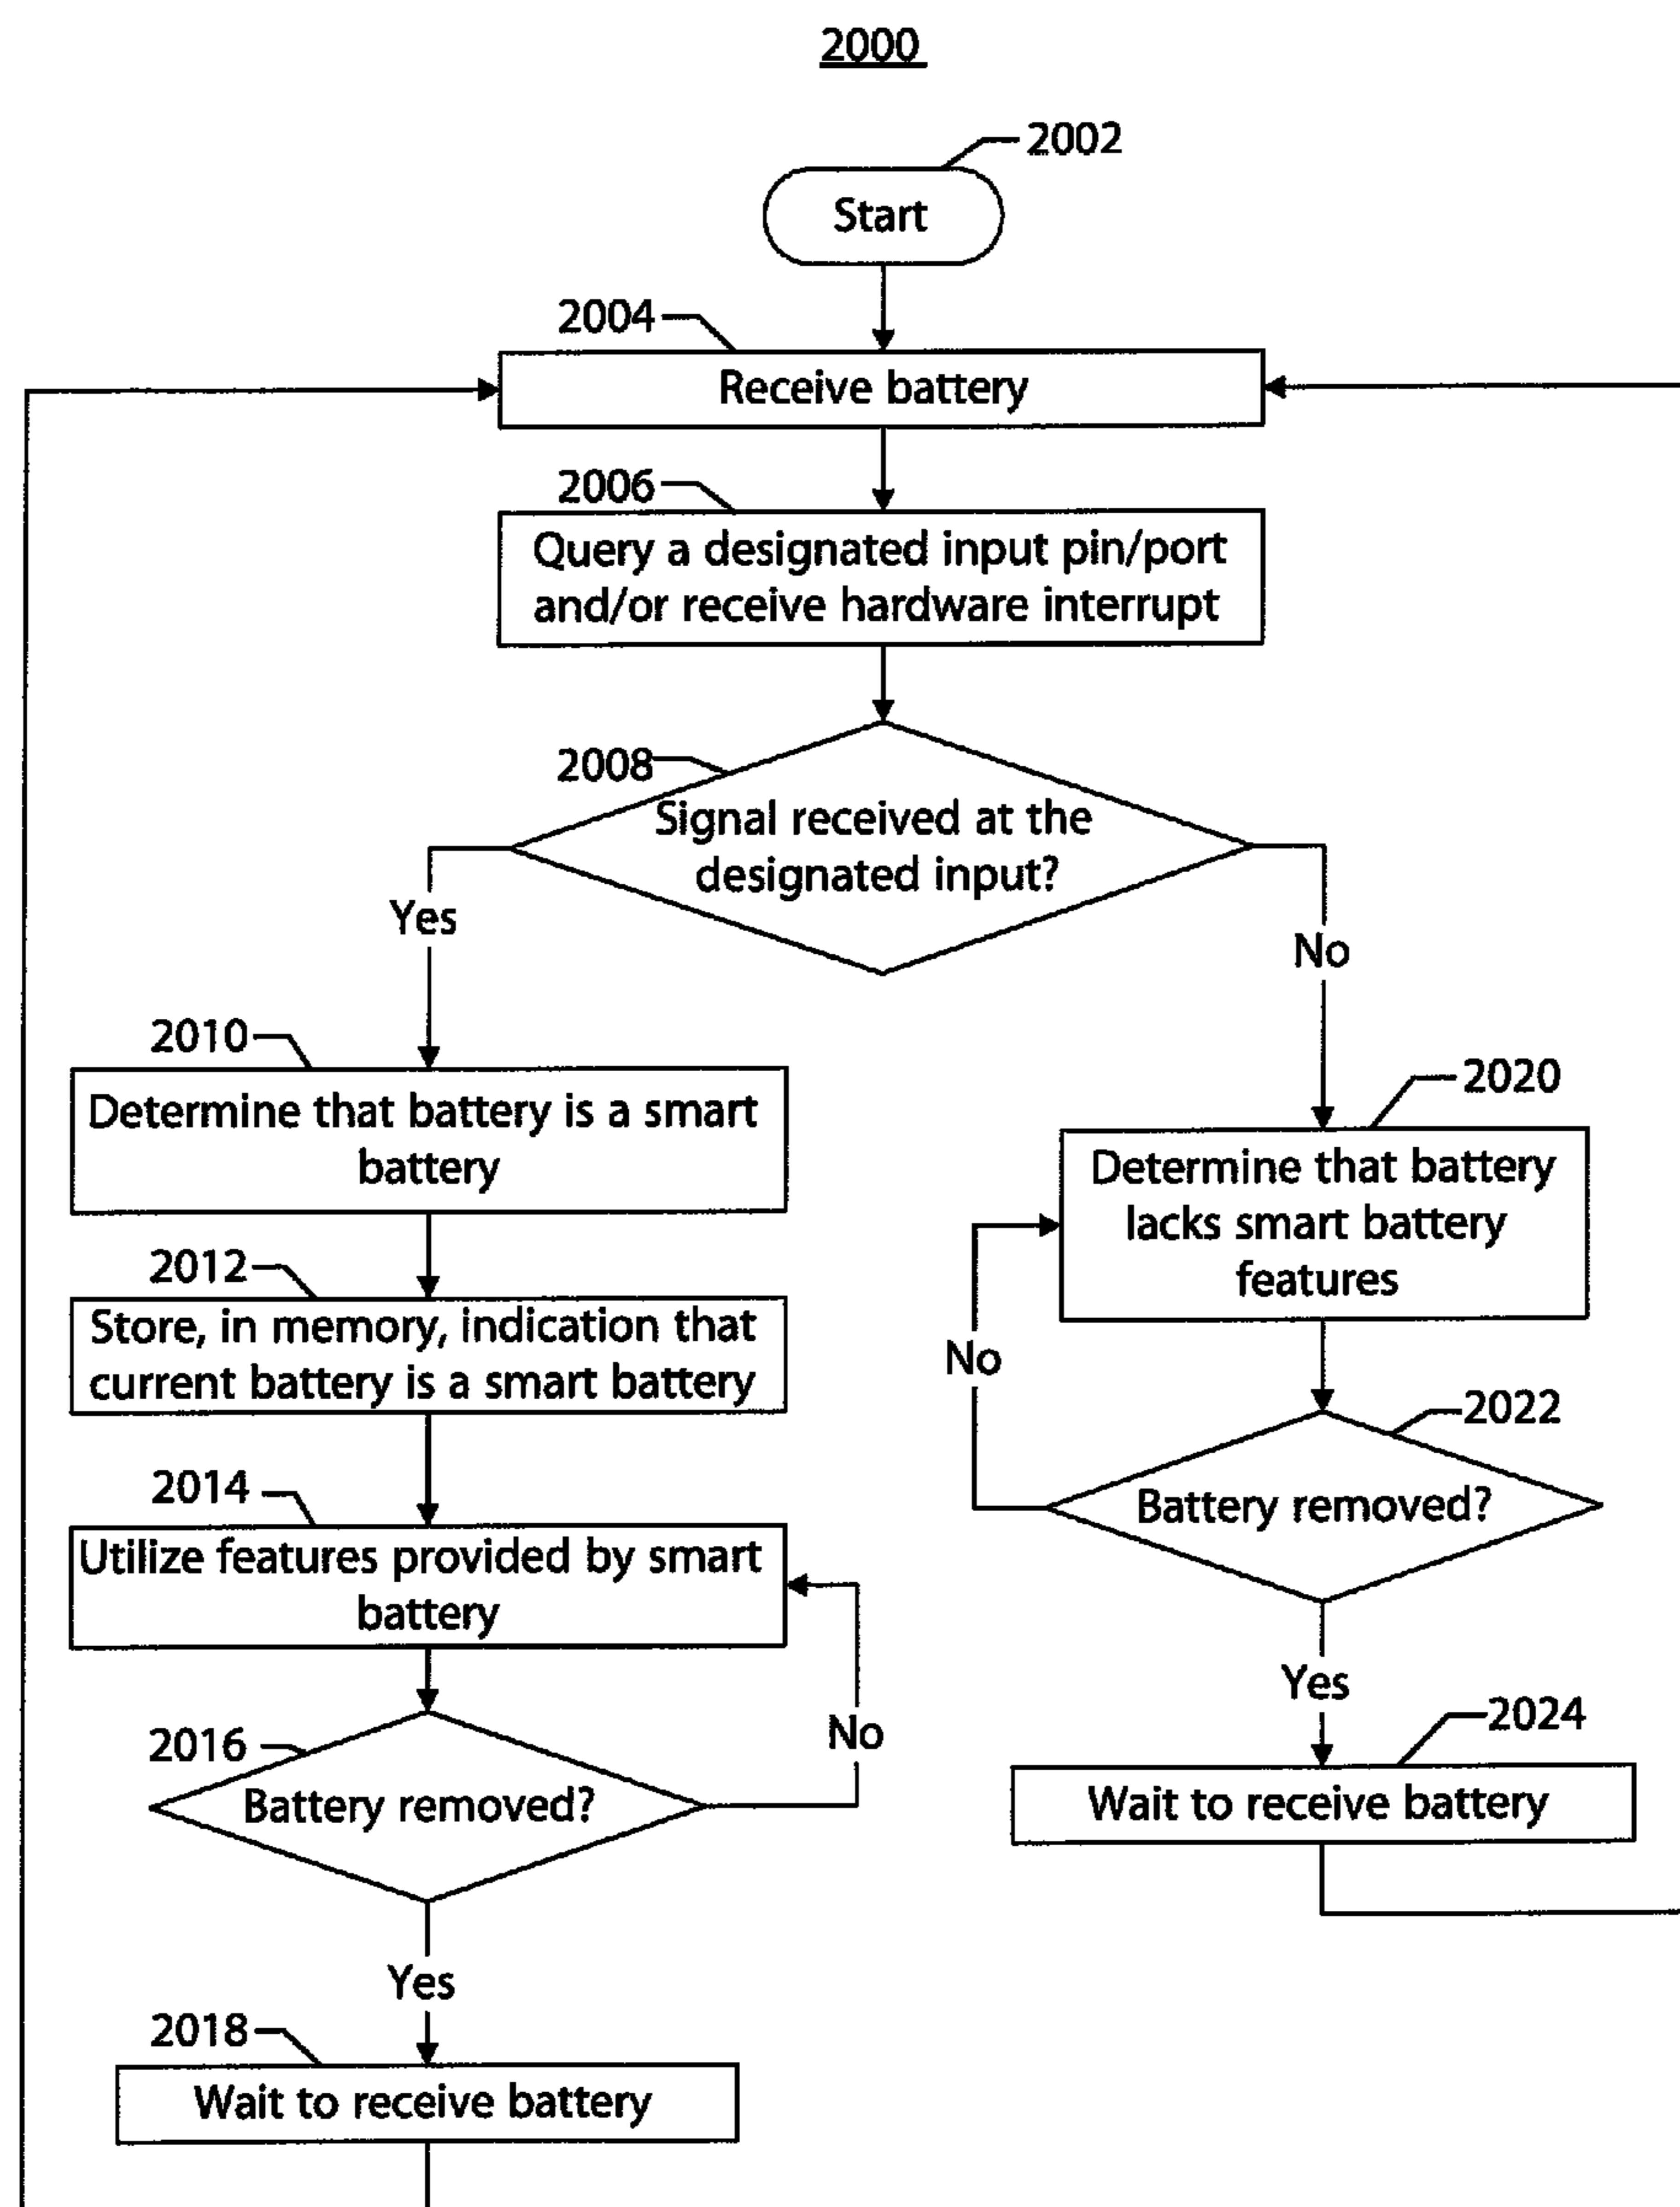 2000
2002
Start
2004
Receive battery
2006
Query a designated input pin/port
and/or receive hardware interrupt
2008
Signal received at the
designated input?
Yes
No
2010
Determine that battery is a smart
battery
2020
Determine that battery
lacks smart battery
features
2012
Store, in memory, indication that
current battery is a smart battery
No
2022
Battery removed?
2014
Utilize features provided by smart
battery
Yes
2024
Wait to receive battery
2016
Battery removed?
No
Yes
2018
Wait to receive battery